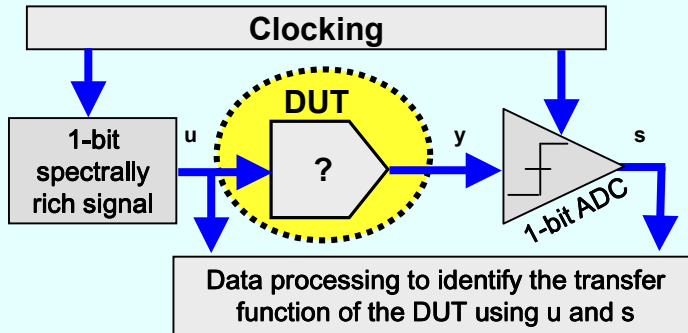 Clocking
DUT
1-bit
spectrally
rich signal
u
?
y
s
1-bit ADC
Data processing to identify the transfer
function of the DUT using u and s